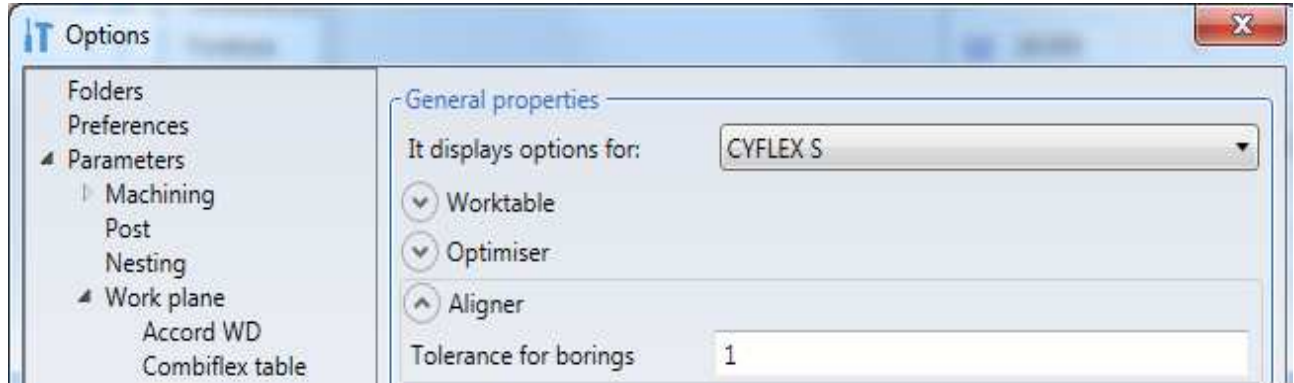 Options
Folders
Preferences
Parameters
Machining
Post
Nesting
Work plane
Accord WD
Combiflex table
General properties
It displays options for: CYFLEX S
Worktable
Optimiser
Aligner
Tolerance for borings 1